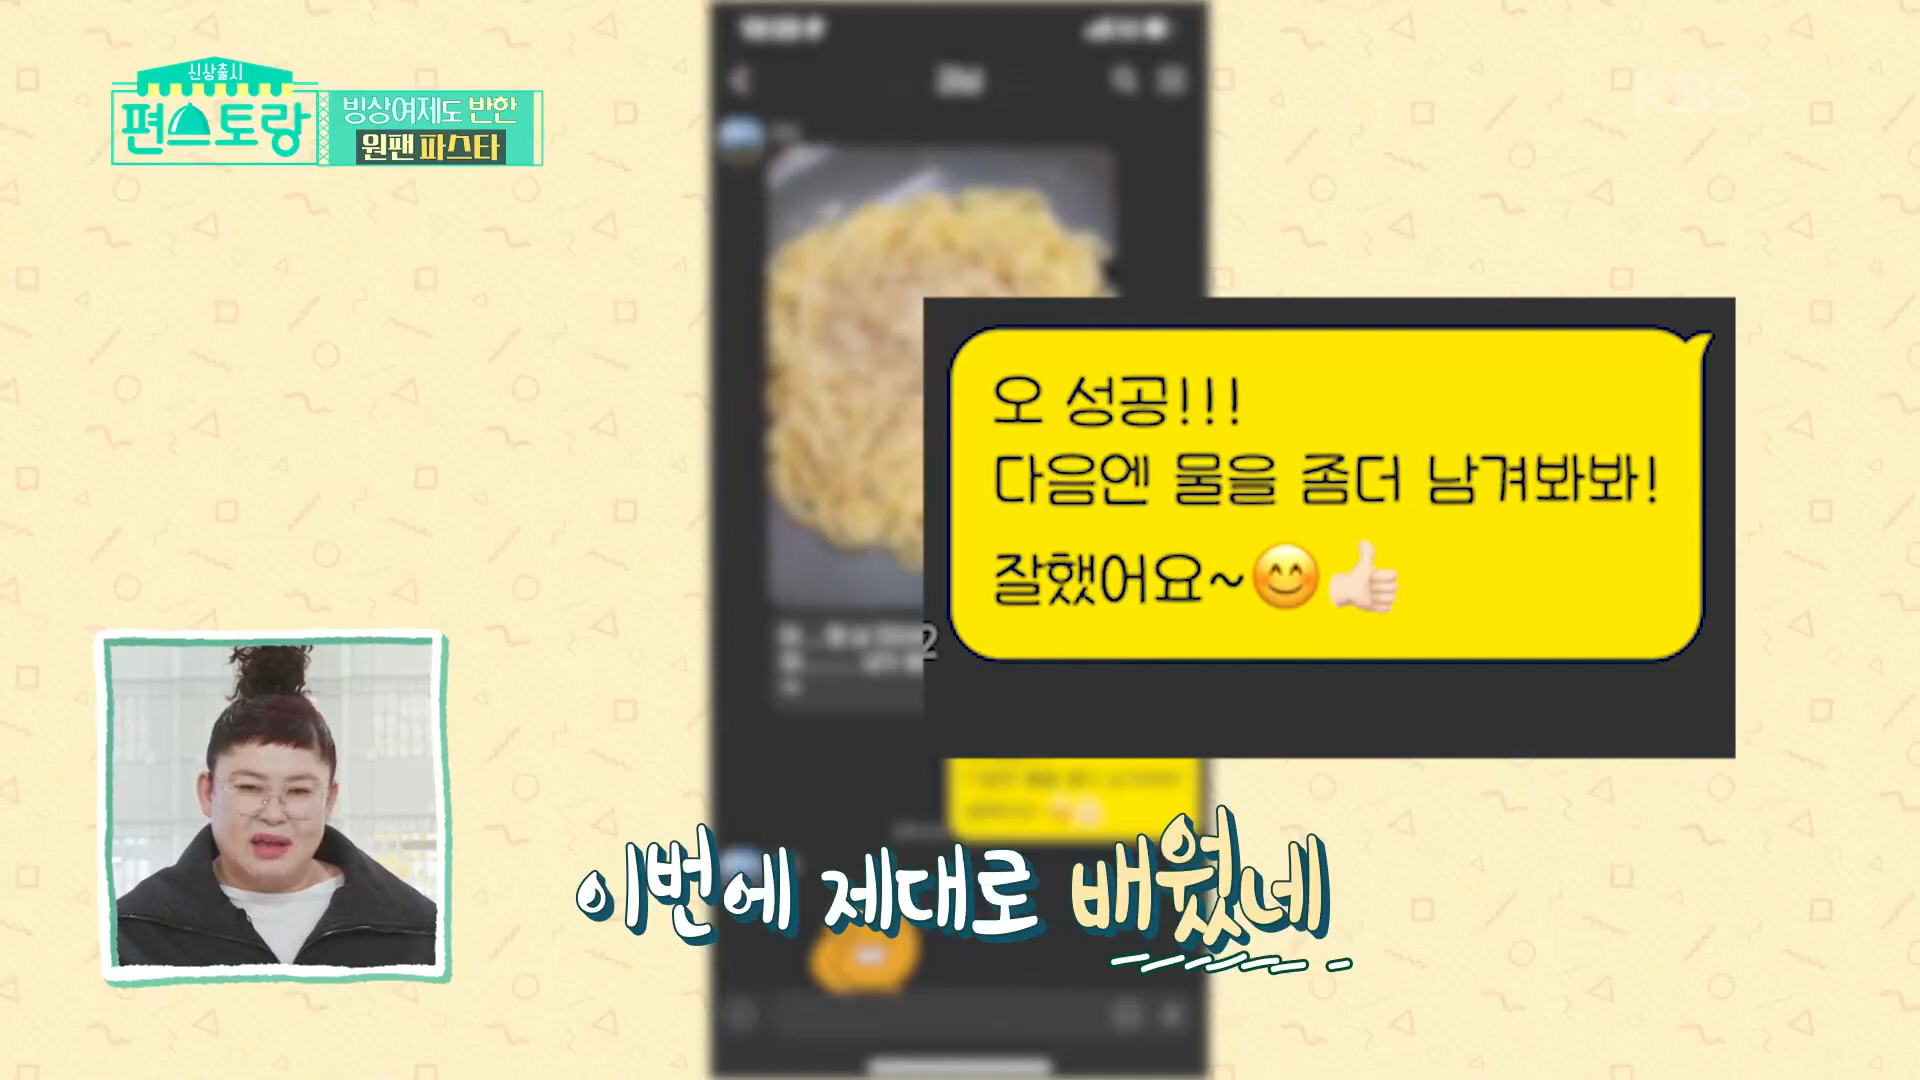 신상출시
편스토랑
빙상여제도 반한
원팬 파스타
KBS
오 성공!!!
다음엔 물을 좀더 남겨봐봐!
잘했어요~😊👍🏻
이번에 제대로 배웠네